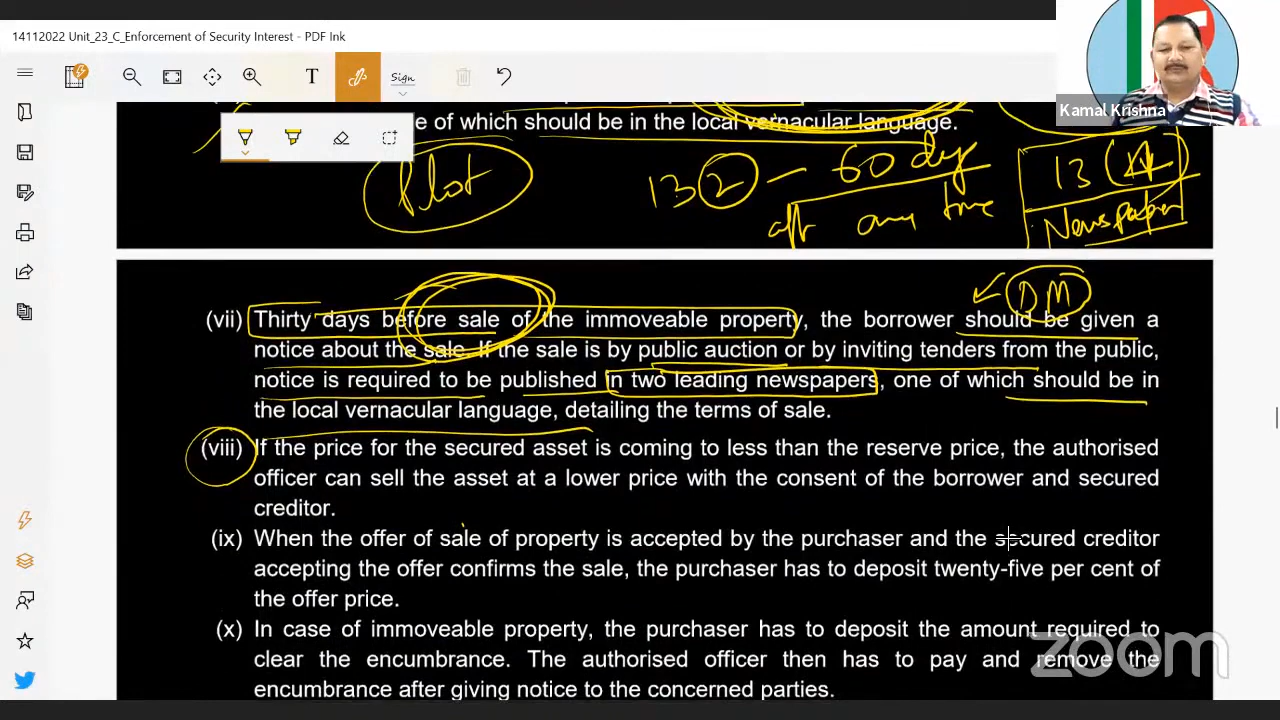 14112022 Unit_23_C_Enforcement of Security Interest - PDF Ink
T
Sign
Kamal Krishna
e of which should be in the local vernacular language.
Plot
13 2 - 60 dys
aft any time
13 (4)
Newspaper
DM
(vii) Thirty days before sale of the immoveable property, the borrower should be given a
notice about the sale. If the sale is by public auction or by inviting tenders from the public,
notice is required to be published in two leading newspapers, one of which should be in
the local vernacular language, detailing the terms of sale.
(viii) If the price for the secured asset is coming to less than the reserve price, the authorised
officer can sell the asset at a lower price with the consent of the borrower and secured
creditor.
(ix) When the offer of sale of property is accepted by the purchaser and the secured creditor
accepting the offer confirms the sale, the purchaser has to deposit twenty-five per cent of
the offer price.
(x) In case of immoveable property, the purchaser has to deposit the amount required to
clear the encumbrance. The authorised officer then has to pay and remove the
encumbrance after giving notice to the concerned parties.
zoom